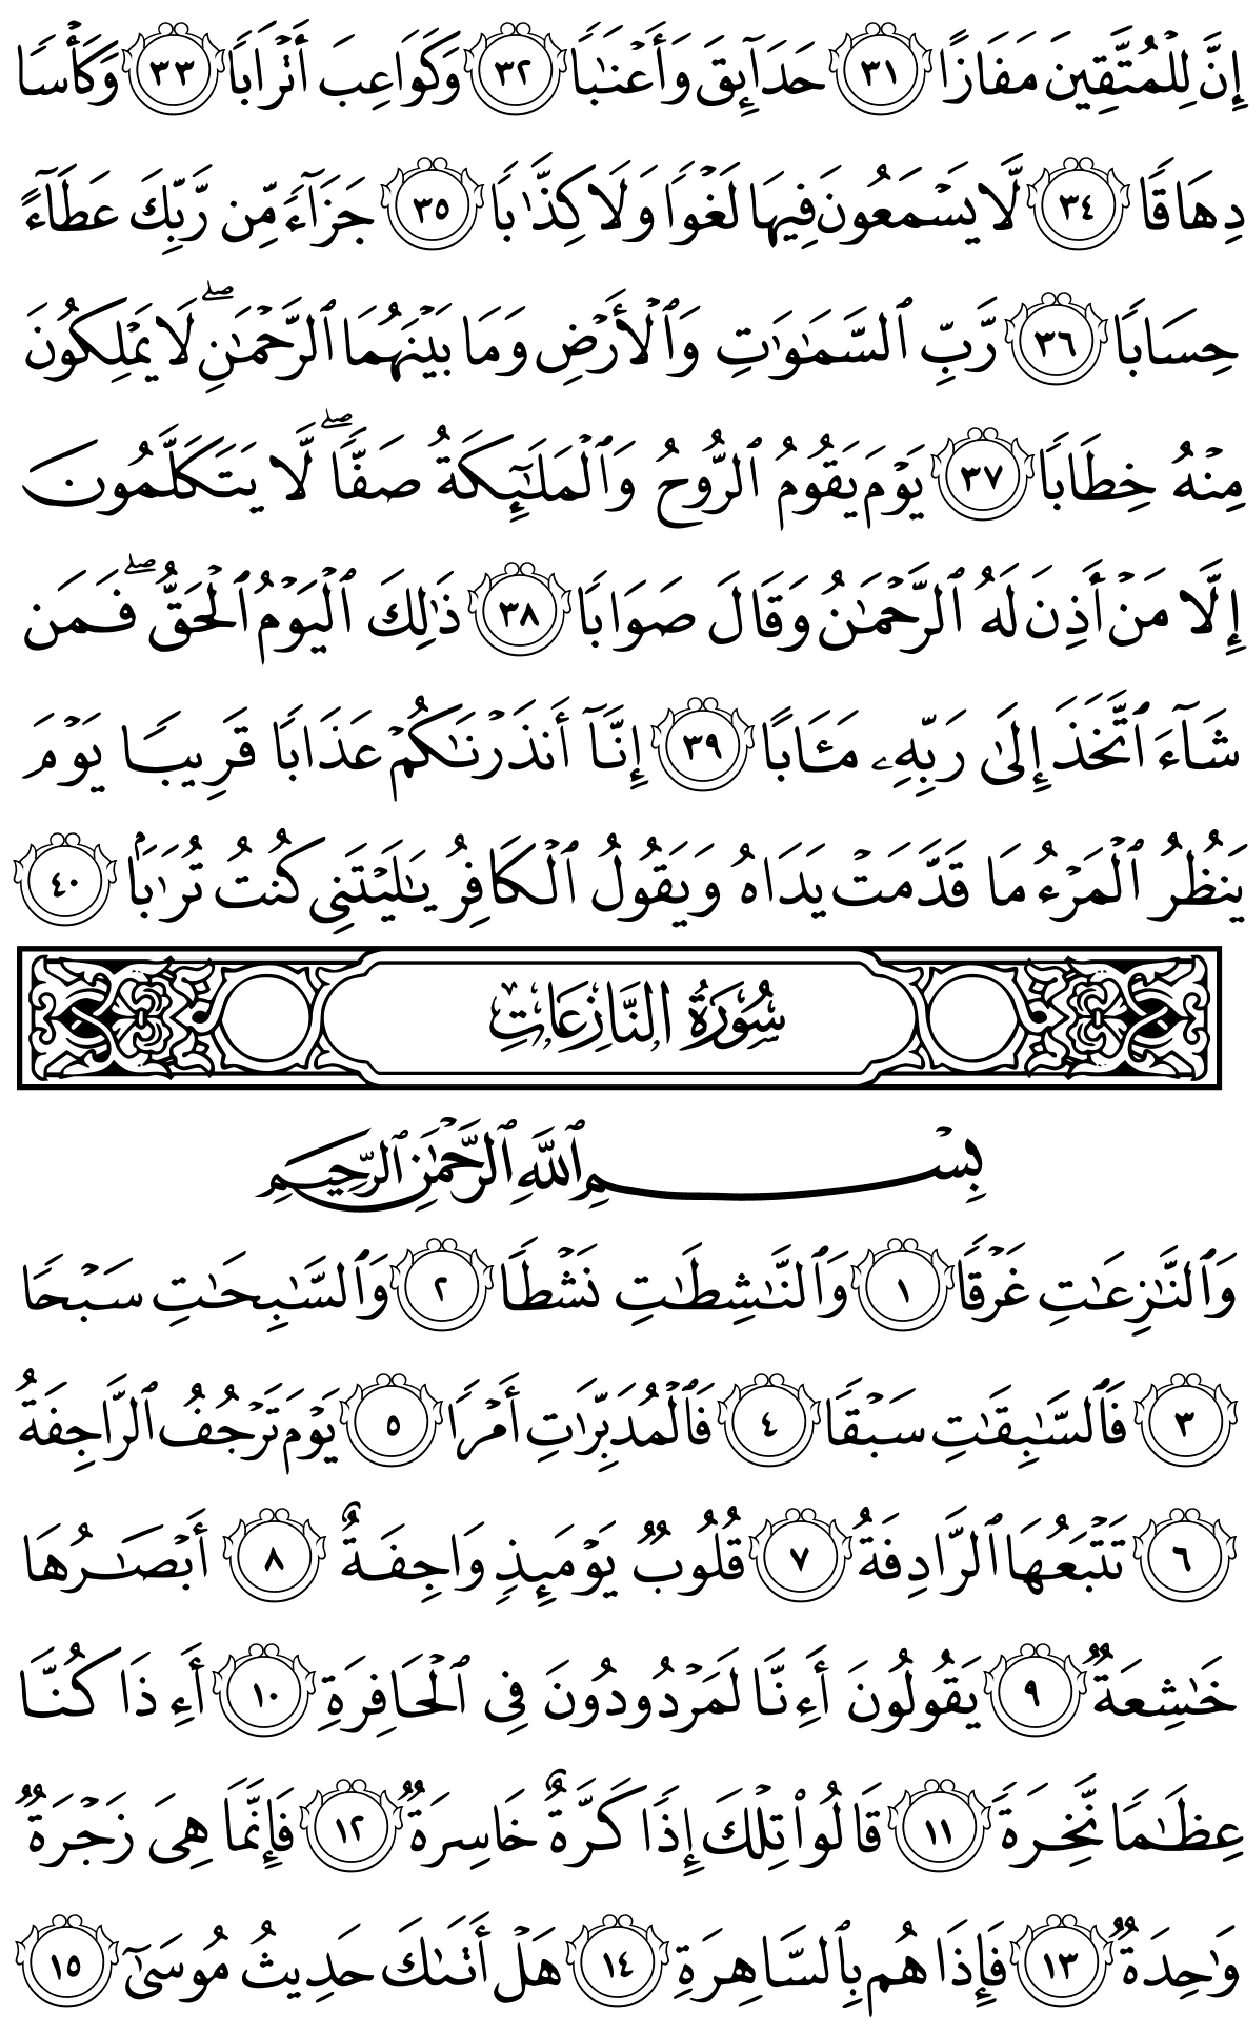 إِنَّ لِلْمُتَّقِينَ مَفَازًا ٣١ حَدَآئِقَ وَأَعْنَـٰبًا ٣٢ وَكَوَاعِبَ أَتْرَابًا ٣٣ وَكَأْسًا
دِهَاقًا ٣٤ لَّا يَسْمَعُونَ فِيهَا لَغْوًا وَلَا كِذَّٰبًا ٣٥ جَزَآءً مِّن رَّبِّكَ عَطَآءً
حِسَابًا ٣٦ رَّبِّ ٱلسَّمَـٰوَٰتِ وَٱلْأَرْضِ وَمَا بَيْنَهُمَا ٱلرَّحْمَـٰنِ ۖ لَا يَمْلِكُونَ
مِنْهُ خِطَابًا ٣٧ يَوْمَ يَقُومُ ٱلرُّوحُ وَٱلْمَلَـٰٓئِكَةُ صَفًّا ۖ لَّا يَتَكَلَّمُونَ
إِلَّا مَنْ أَذِنَ لَهُ ٱلرَّحْمَـٰنُ وَقَالَ صَوَابًا ٣٨ ذَٰلِكَ ٱلْيَوْمُ ٱلْحَقُّ ۖ فَمَن
شَآءَ ٱتَّخَذَ إِلَىٰ رَبِّهِۦ مَـَٔابًا ٣٩ إِنَّآ أَنذَرْنَـٰكُمْ عَذَابًا قَرِيبًا يَوْمَ
يَنظُرُ ٱلْمَرْءُ مَا قَدَّمَتْ يَدَاهُ وَيَقُولُ ٱلْكَافِرُ يَـٰلَيْتَنِى كُنتُ تُرَٰبًۢا ٤٠
سُورَةُ النَّازِعَاتِ
بِسْمِ ٱللَّهِ ٱلرَّحْمَـٰنِ ٱلرَّحِيمِ
وَٱلنَّـٰزِعَـٰتِ غَرْقًا ١ وَٱلنَّـٰشِطَـٰتِ نَشْطًا ٢ وَٱلسَّـٰبِحَـٰتِ سَبْحًا
٣ فَٱلسَّـٰبِقَـٰتِ سَبْقًا ٤ فَٱلْمُدَبِّرَٰتِ أَمْرًا ٥ يَوْمَ تَرْجُفُ ٱلرَّاجِفَةُ
٦ تَتْبَعُهَا ٱلرَّادِفَةُ ٧ قُلُوبٌ يَوْمَئِذٍ وَاجِفَةٌ ٨ أَبْصَـٰرُهَا
خَـٰشِعَةٌ ٩ يَقُولُونَ أَءِنَّا لَمَرْدُودُونَ فِى ٱلْحَافِرَةِ ١٠ أَءِذَا كُنَّا
عِظَـٰمًا نَّخِرَةً ١١ قَالُوا۟ تِلْكَ إِذًا كَرَّةٌ خَاسِرَةٌ ١٢ فَإِنَّمَا هِىَ زَجْرَةٌ
وَٰحِدَةٌ ١٣ فَإِذَا هُم بِٱلسَّاهِرَةِ ١٤ هَلْ أَتَىٰكَ حَدِيثُ مُوسَىٰٓ ١٥